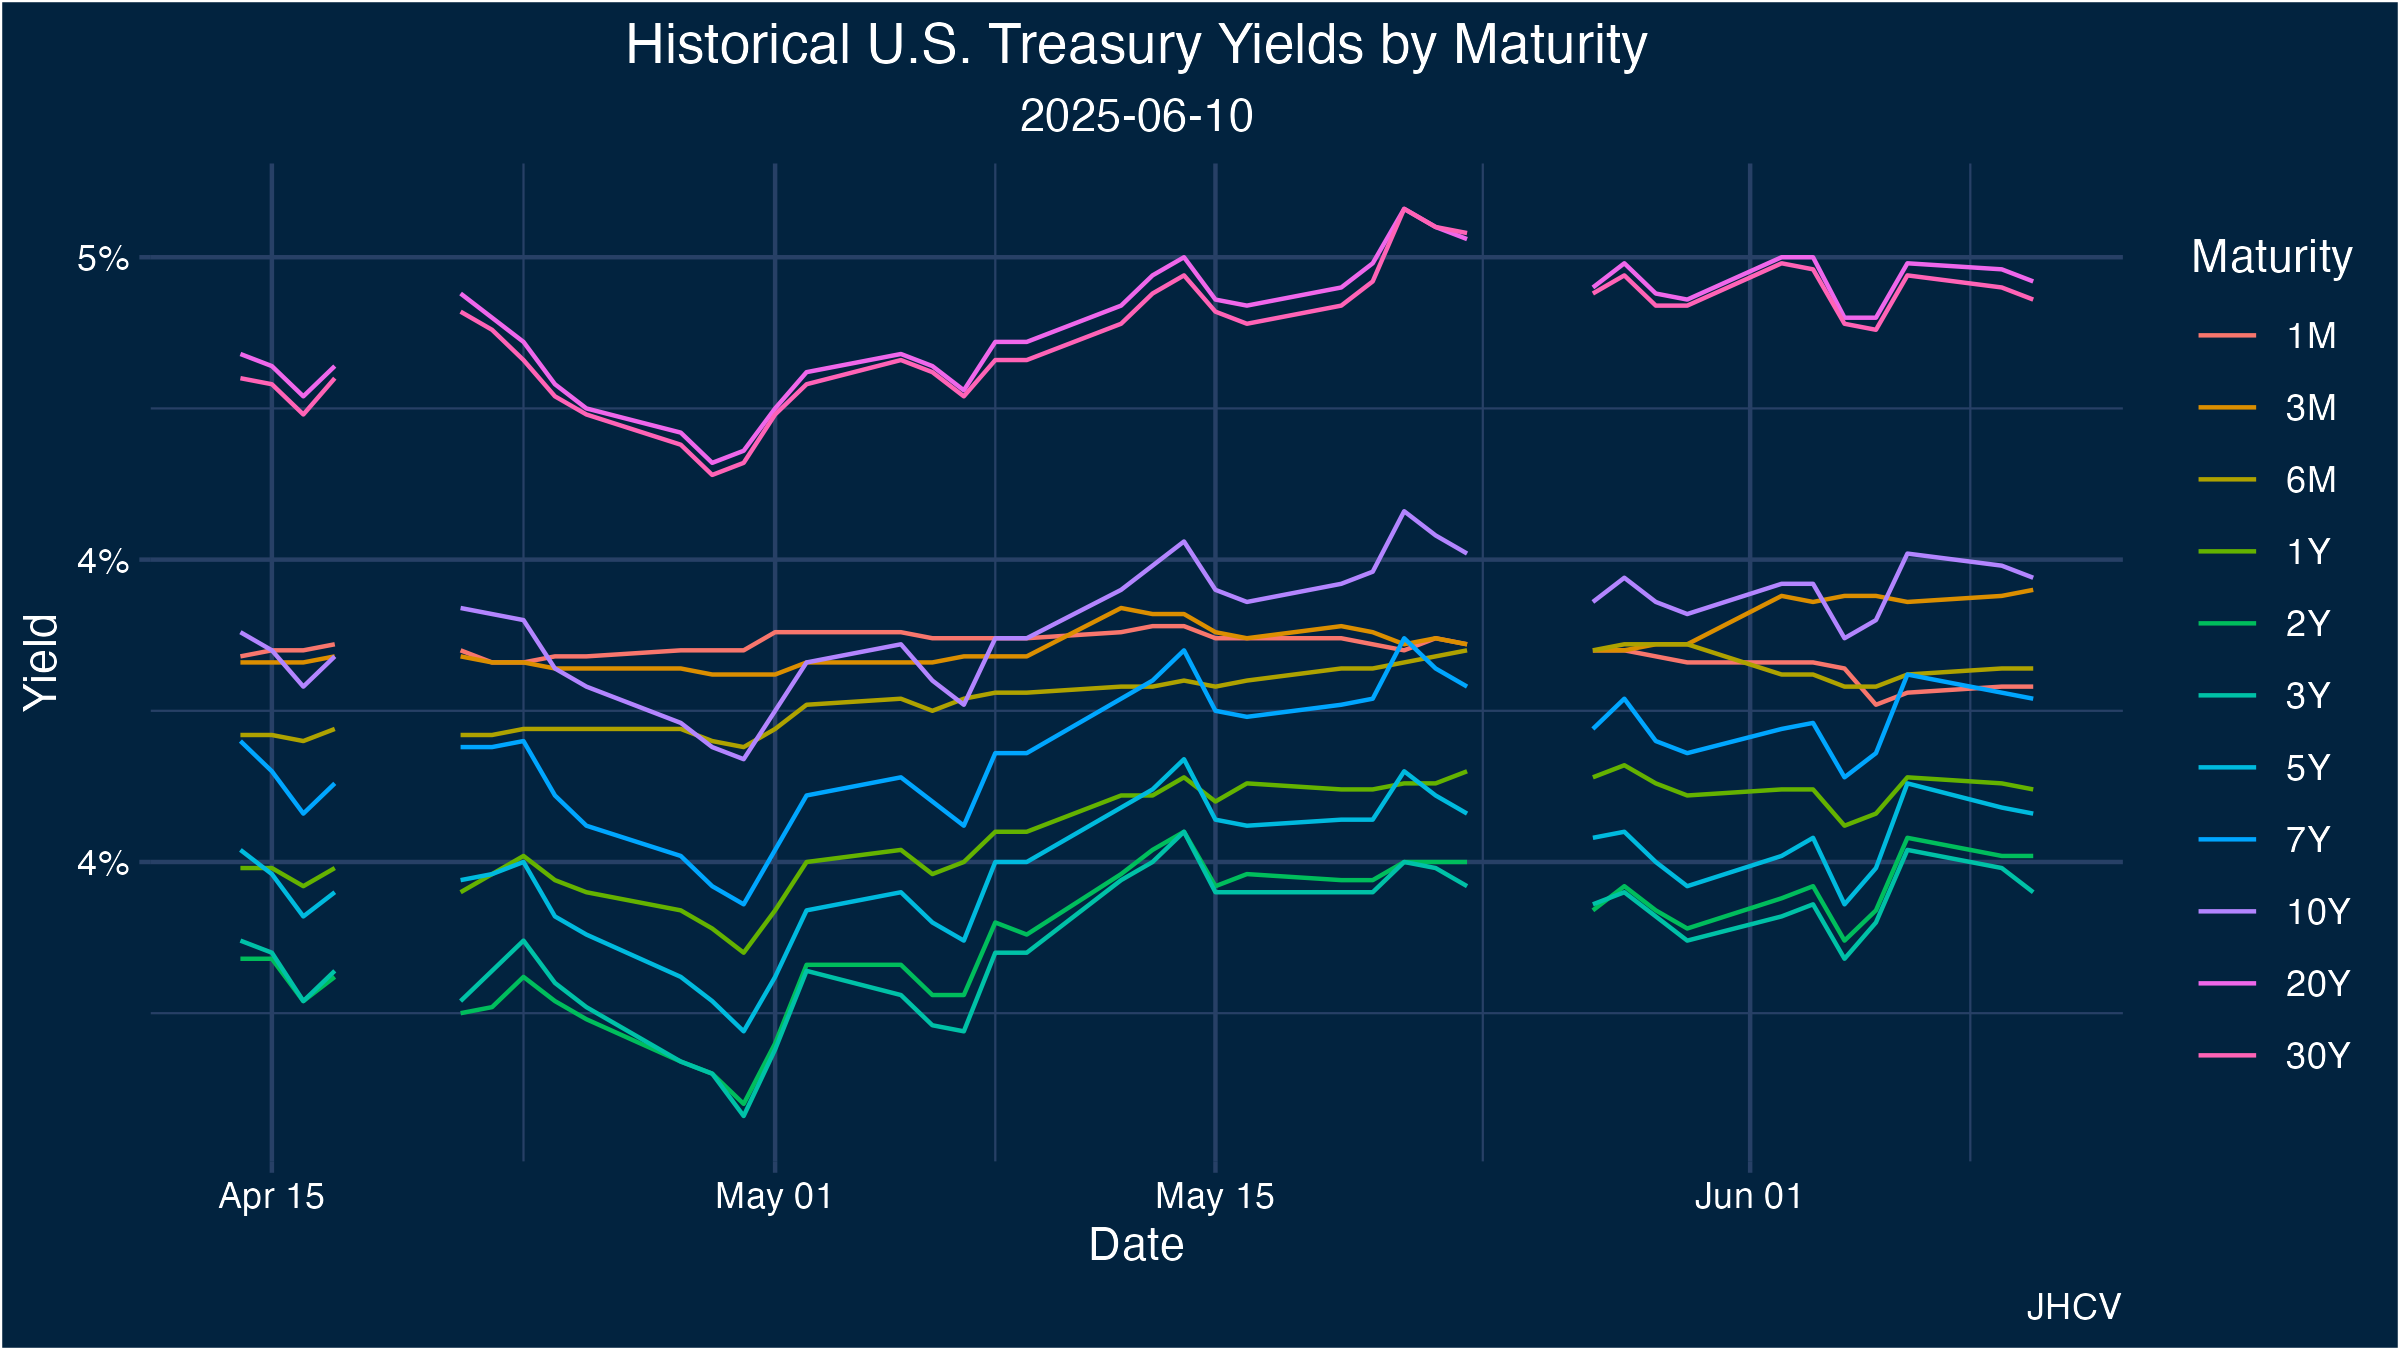 Historical U.S. Treasury Yields by Maturity
2025-06-10
5%
4%
4%
Yield
Apr 15
May 01
May 15
Jun 01
Date
Maturity
1M
3M
6M
1Y
2Y
3Y
5Y
7Y
10Y
20Y
30Y
JHCV